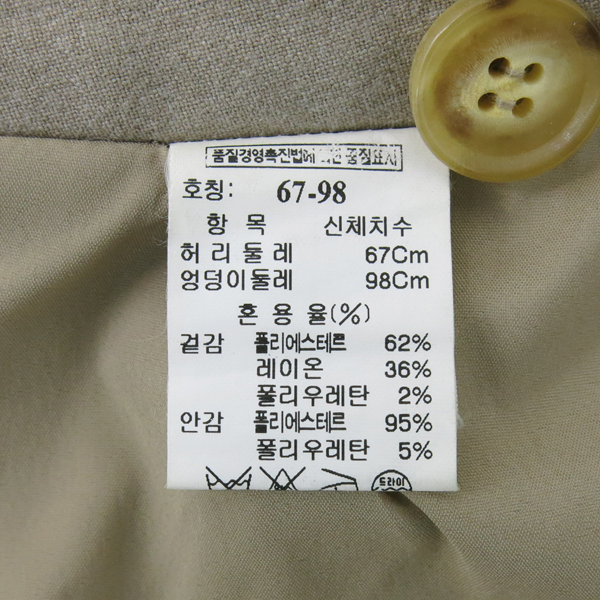 품질경영촉진법에 의한 품질표시
호칭: 67-98
항 목 신체치수
허리둘레 67Cm
엉덩이둘레 98Cm
혼용율(%)
겉감 폴리에스테르 62%
레이온 36%
폴리우레탄 2%
안감 폴리에스테르 95%
폴리우레탄 5%
드라이